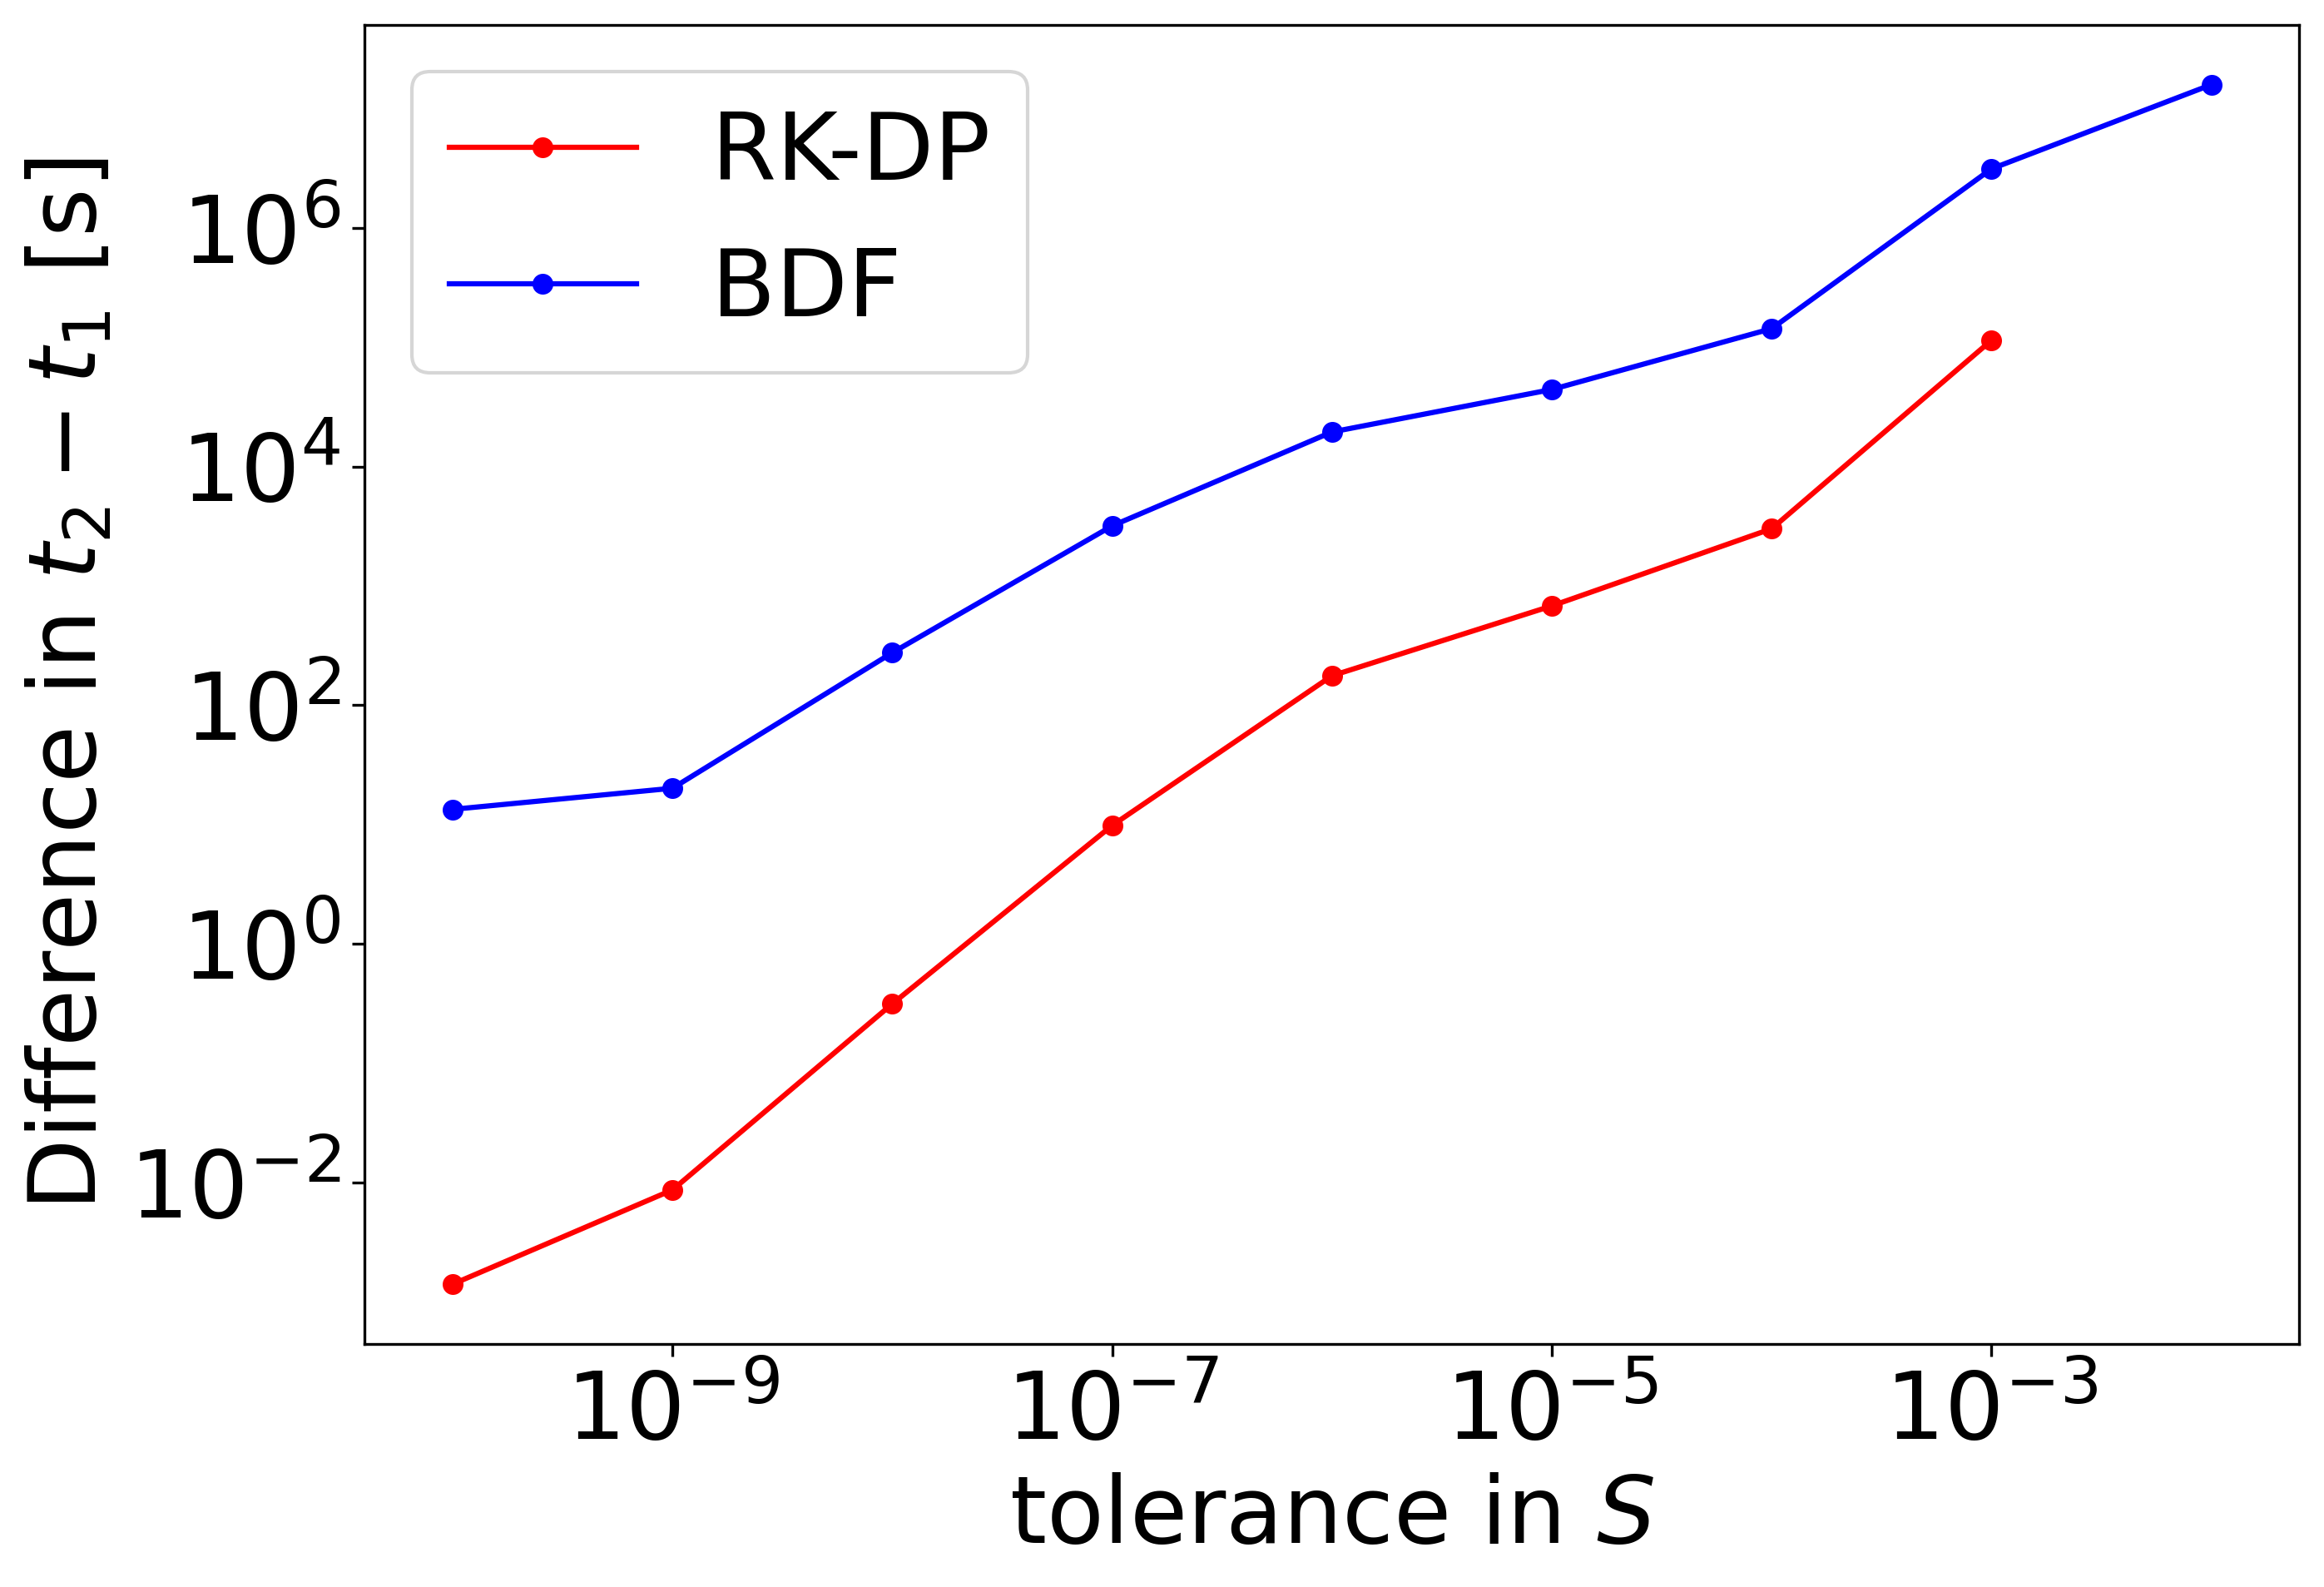 RK-DP
BDF
Difference in $t_2 - t_1$ [s]
$10^6$
$10^4$
$10^2$
$10^0$
$10^{-2}$
$10^{-9}$ $10^{-7}$ $10^{-5}$ $10^{-3}$
tolerance in $S$